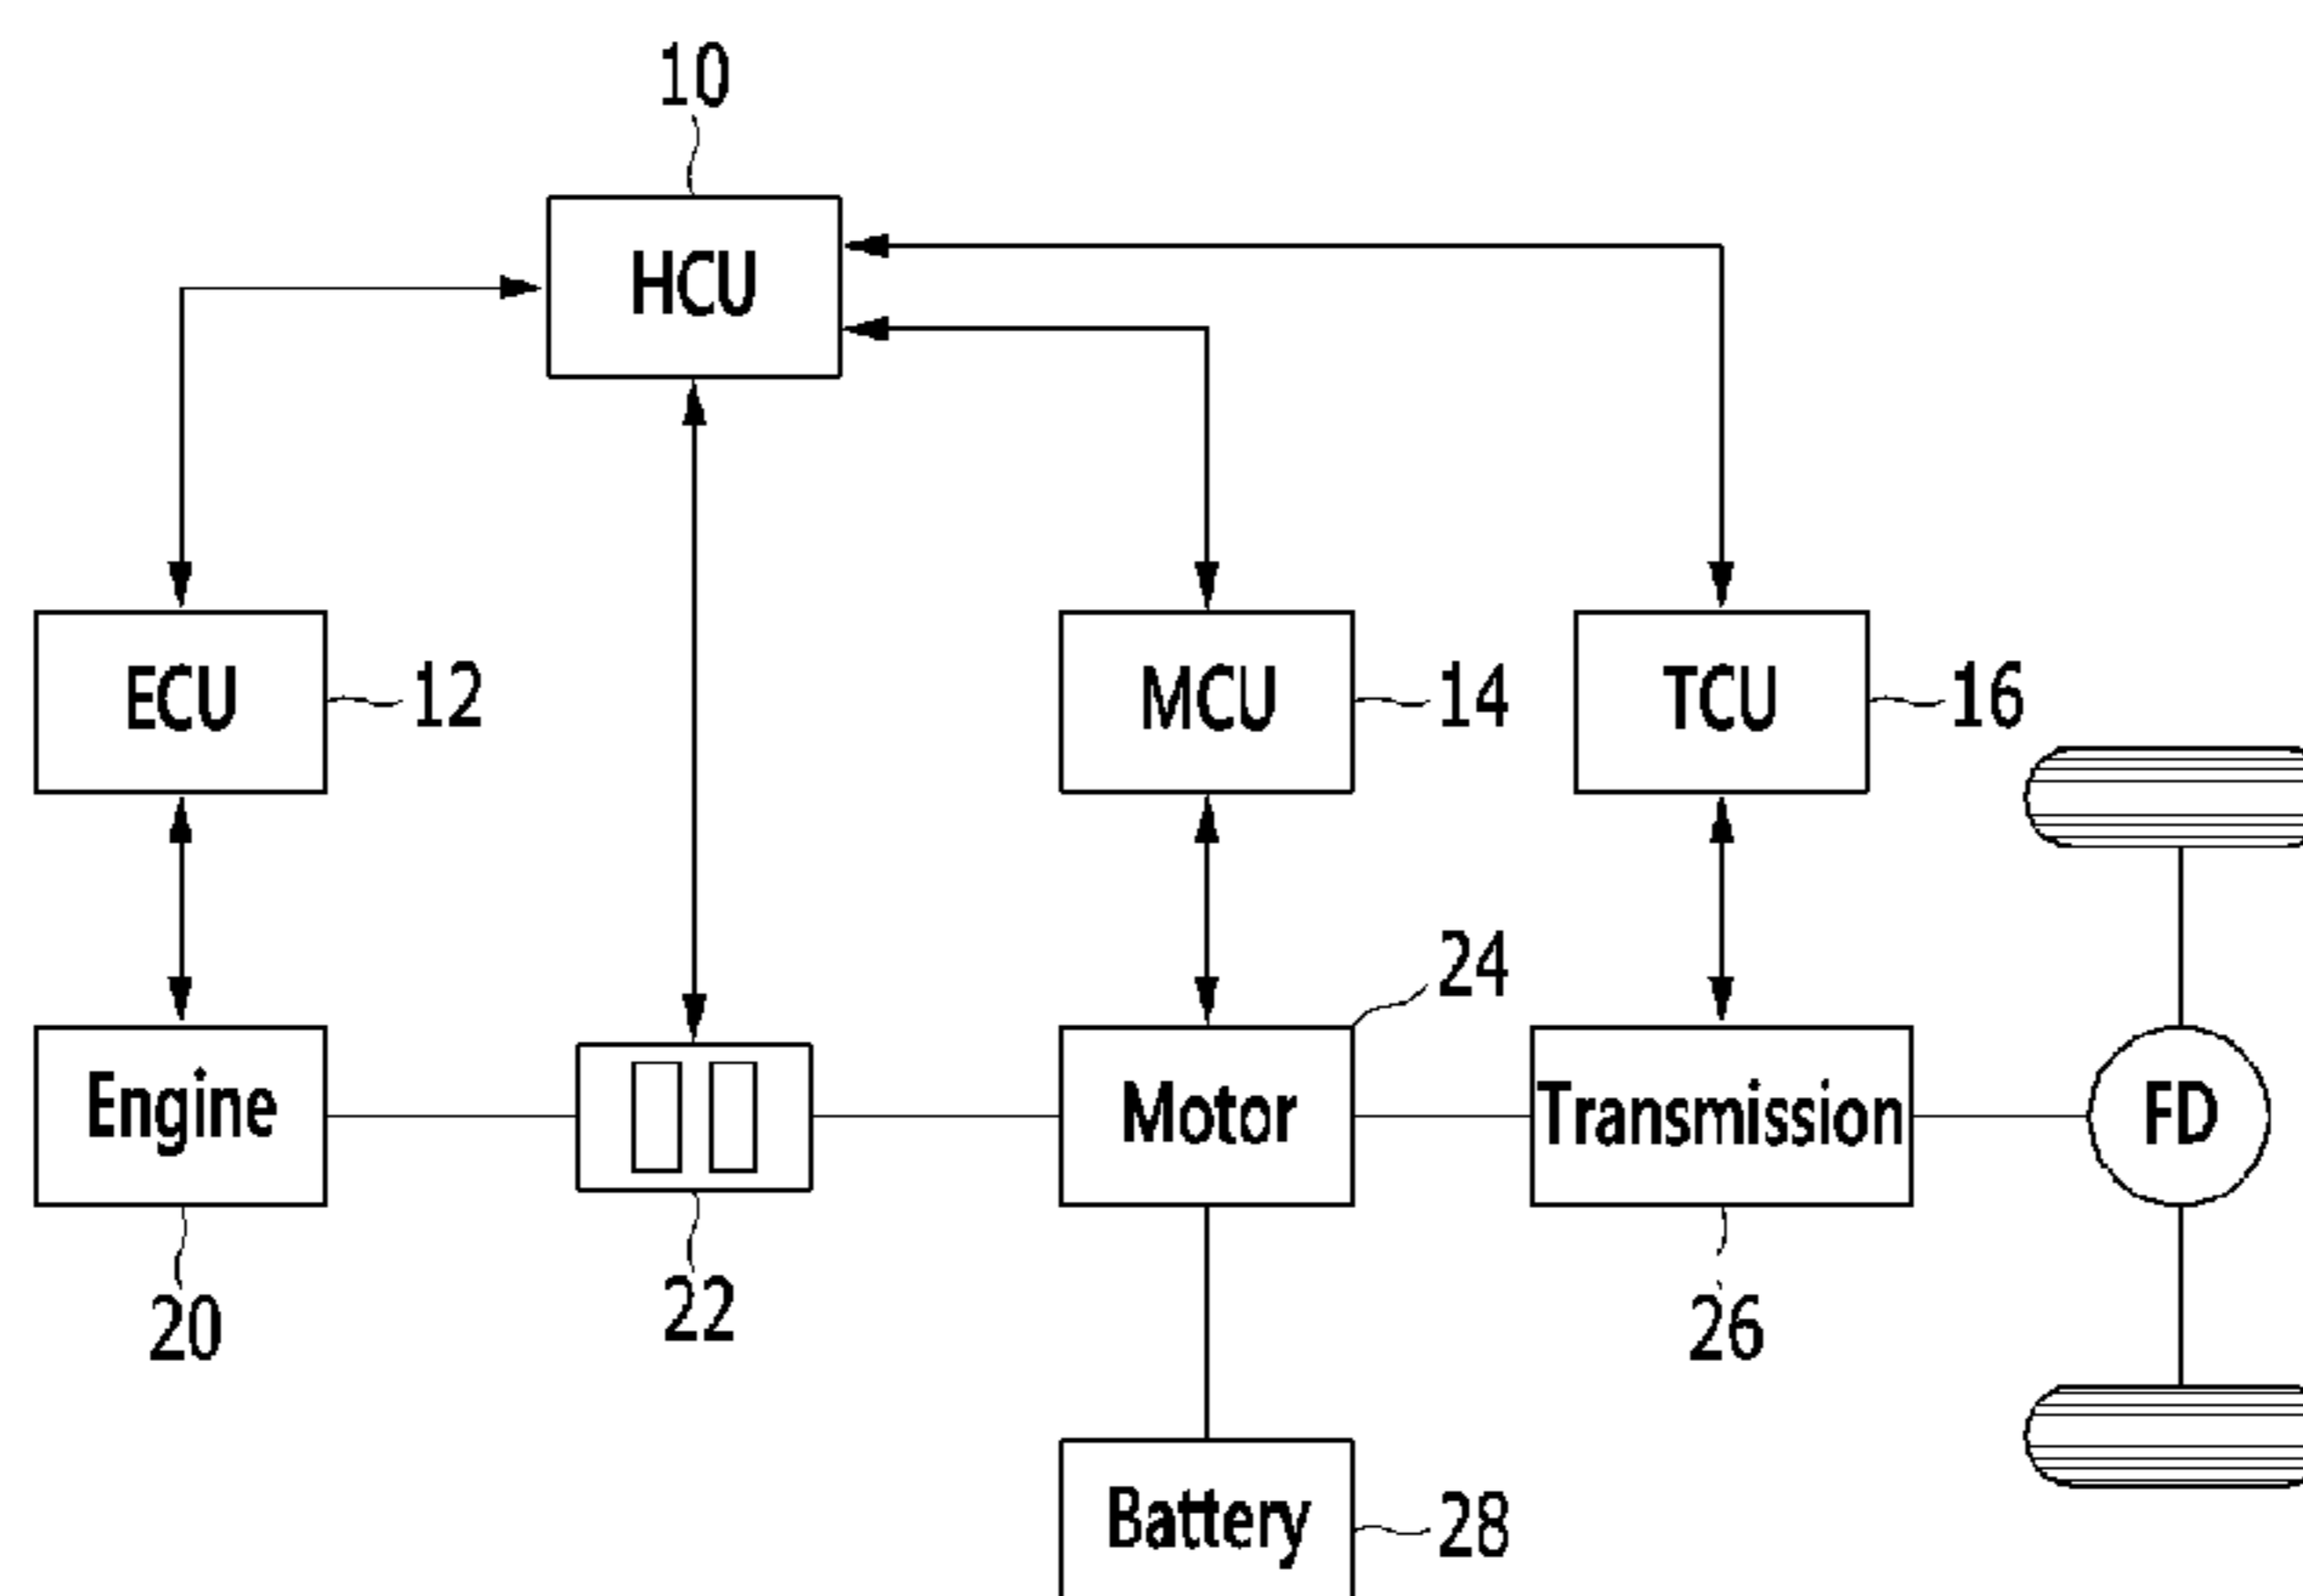 10
HCU
ECU
12
MCU
14
TCU
16
24
Engine
Motor
Transmission
FD
20
22
26
Battery
28